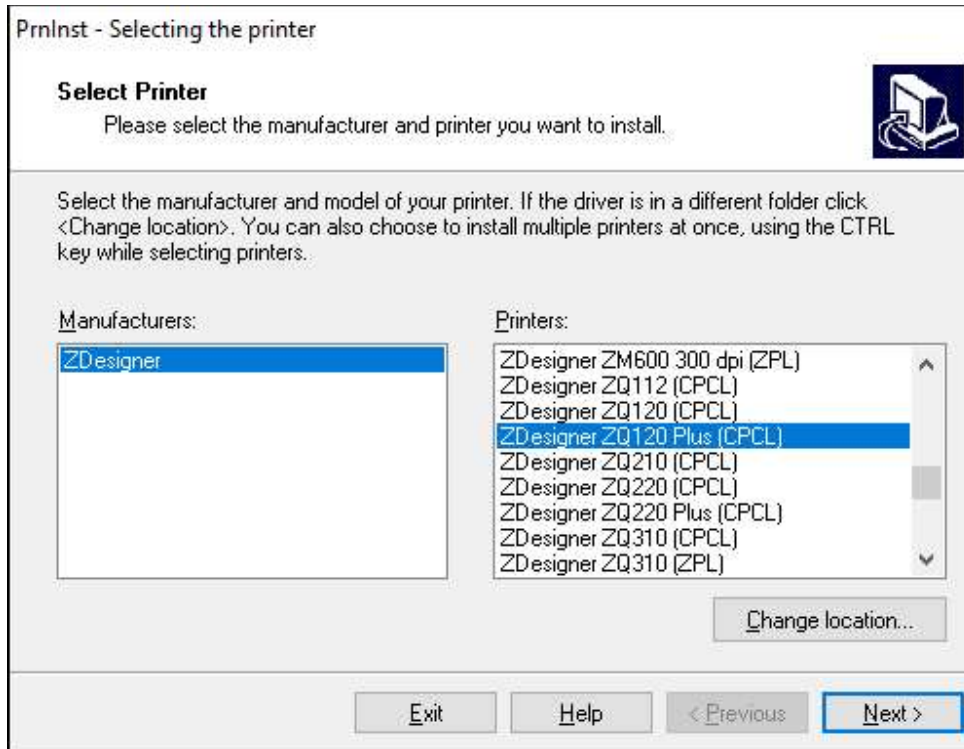 PrnInst - Selecting the printer
Select Printer
Please select the manufacturer and printer you want to install.
Select the manufacturer and model of your printer. If the driver is in a different folder click
<Change location>. You can also choose to install multiple printers at once, using the CTRL
key while selecting printers.
Manufacturers:
ZDesigner
Printers:
ZDesigner ZM600 300 dpi (ZPL)
ZDesigner ZQ112 (CPCL)
ZDesigner ZQ120 (CPCL)
ZDesigner ZQ120 Plus (CPCL)
ZDesigner ZQ210 (CPCL)
ZDesigner ZQ220 (CPCL)
ZDesigner ZQ220 Plus (CPCL)
ZDesigner ZQ310 (CPCL)
ZDesigner ZQ310 (ZPL)
Change location...
Exit
Help
< Previous
Next >